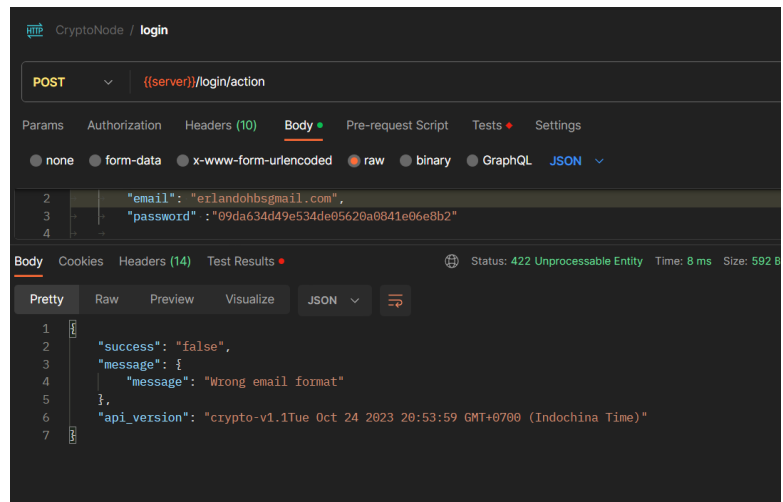 HTTP CryptoNode / login
POST {{server}}/login/action
Params Authorization Headers (10) Body Pre-request Script Tests Settings
none form-data x-www-form-urlencoded raw binary GraphQL JSON
2 "email": "erlandohbsgmail.com",
3 "password" :"09da634d49e534de05620a0841e06e8b2"
4
Body Cookies Headers (14) Test Results Status: 422 Unprocessable Entity Time: 8 ms Size: 592 B
Pretty Raw Preview Visualize JSON
1 {
2 "success": "false",
3 "message": {
4 "message": "Wrong email format"
5 },
6 "api_version": "crypto-v1.1Tue Oct 24 2023 20:53:59 GMT+0700 (Indochina Time)"
7 }